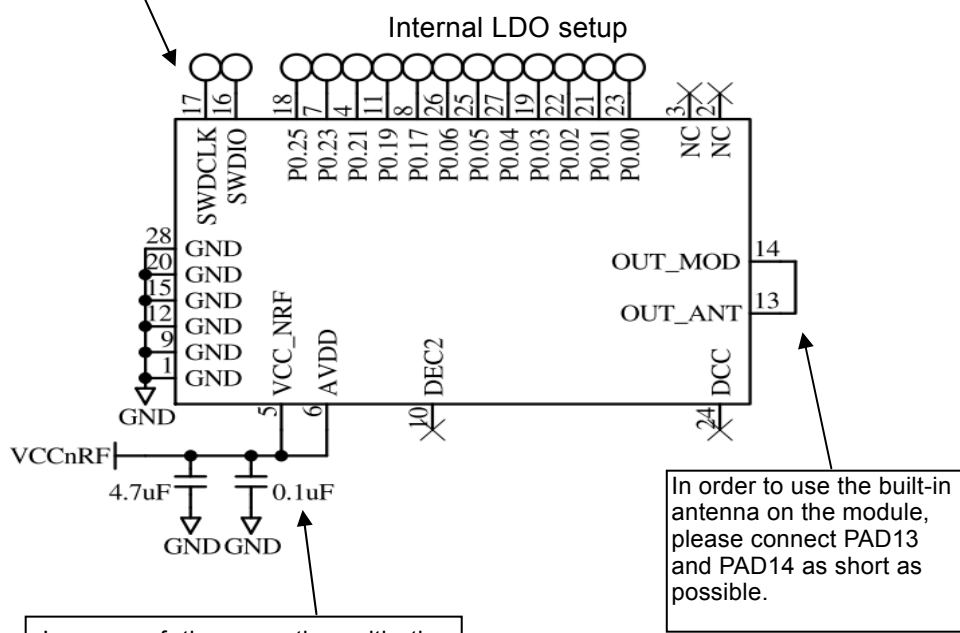 Internal LDO setup
17 16 18 7 4 11 8 26 25 27 19 22 21 23 3 2
SWDCLK SWDIO P0.25 P0.23 P0.21 P0.19 P0.17 P0.06 P0.05 P0.04 P0.03 P0.02 P0.01 P0.00 NC NC
28 GND
20 GND
15 GND
12 GND
9 GND
1 GND
OUT_MOD 14
OUT_ANT 13
VCC_NRF AVDD DEC2 DCC
5 6 10 24
GND
VCCnRF
4.7uF 0.1uF
GND GND
In order to use the built-in
antenna on the module,
please connect PAD13
and PAD14 as short as
possible.